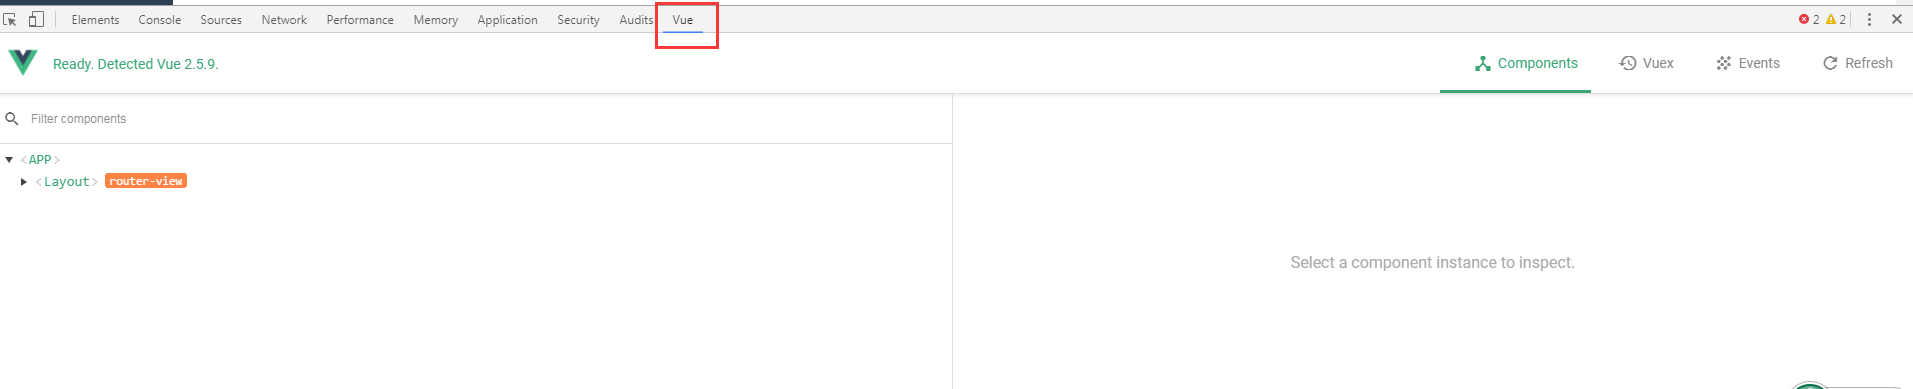 Elements Console Sources Network Performance Memory Application Security Audits Vue 2 2
Ready. Detected Vue 2.5.9. Components Vuex Events Refresh
Filter components
<APP>
<Layout> router-view
Select a component instance to inspect.